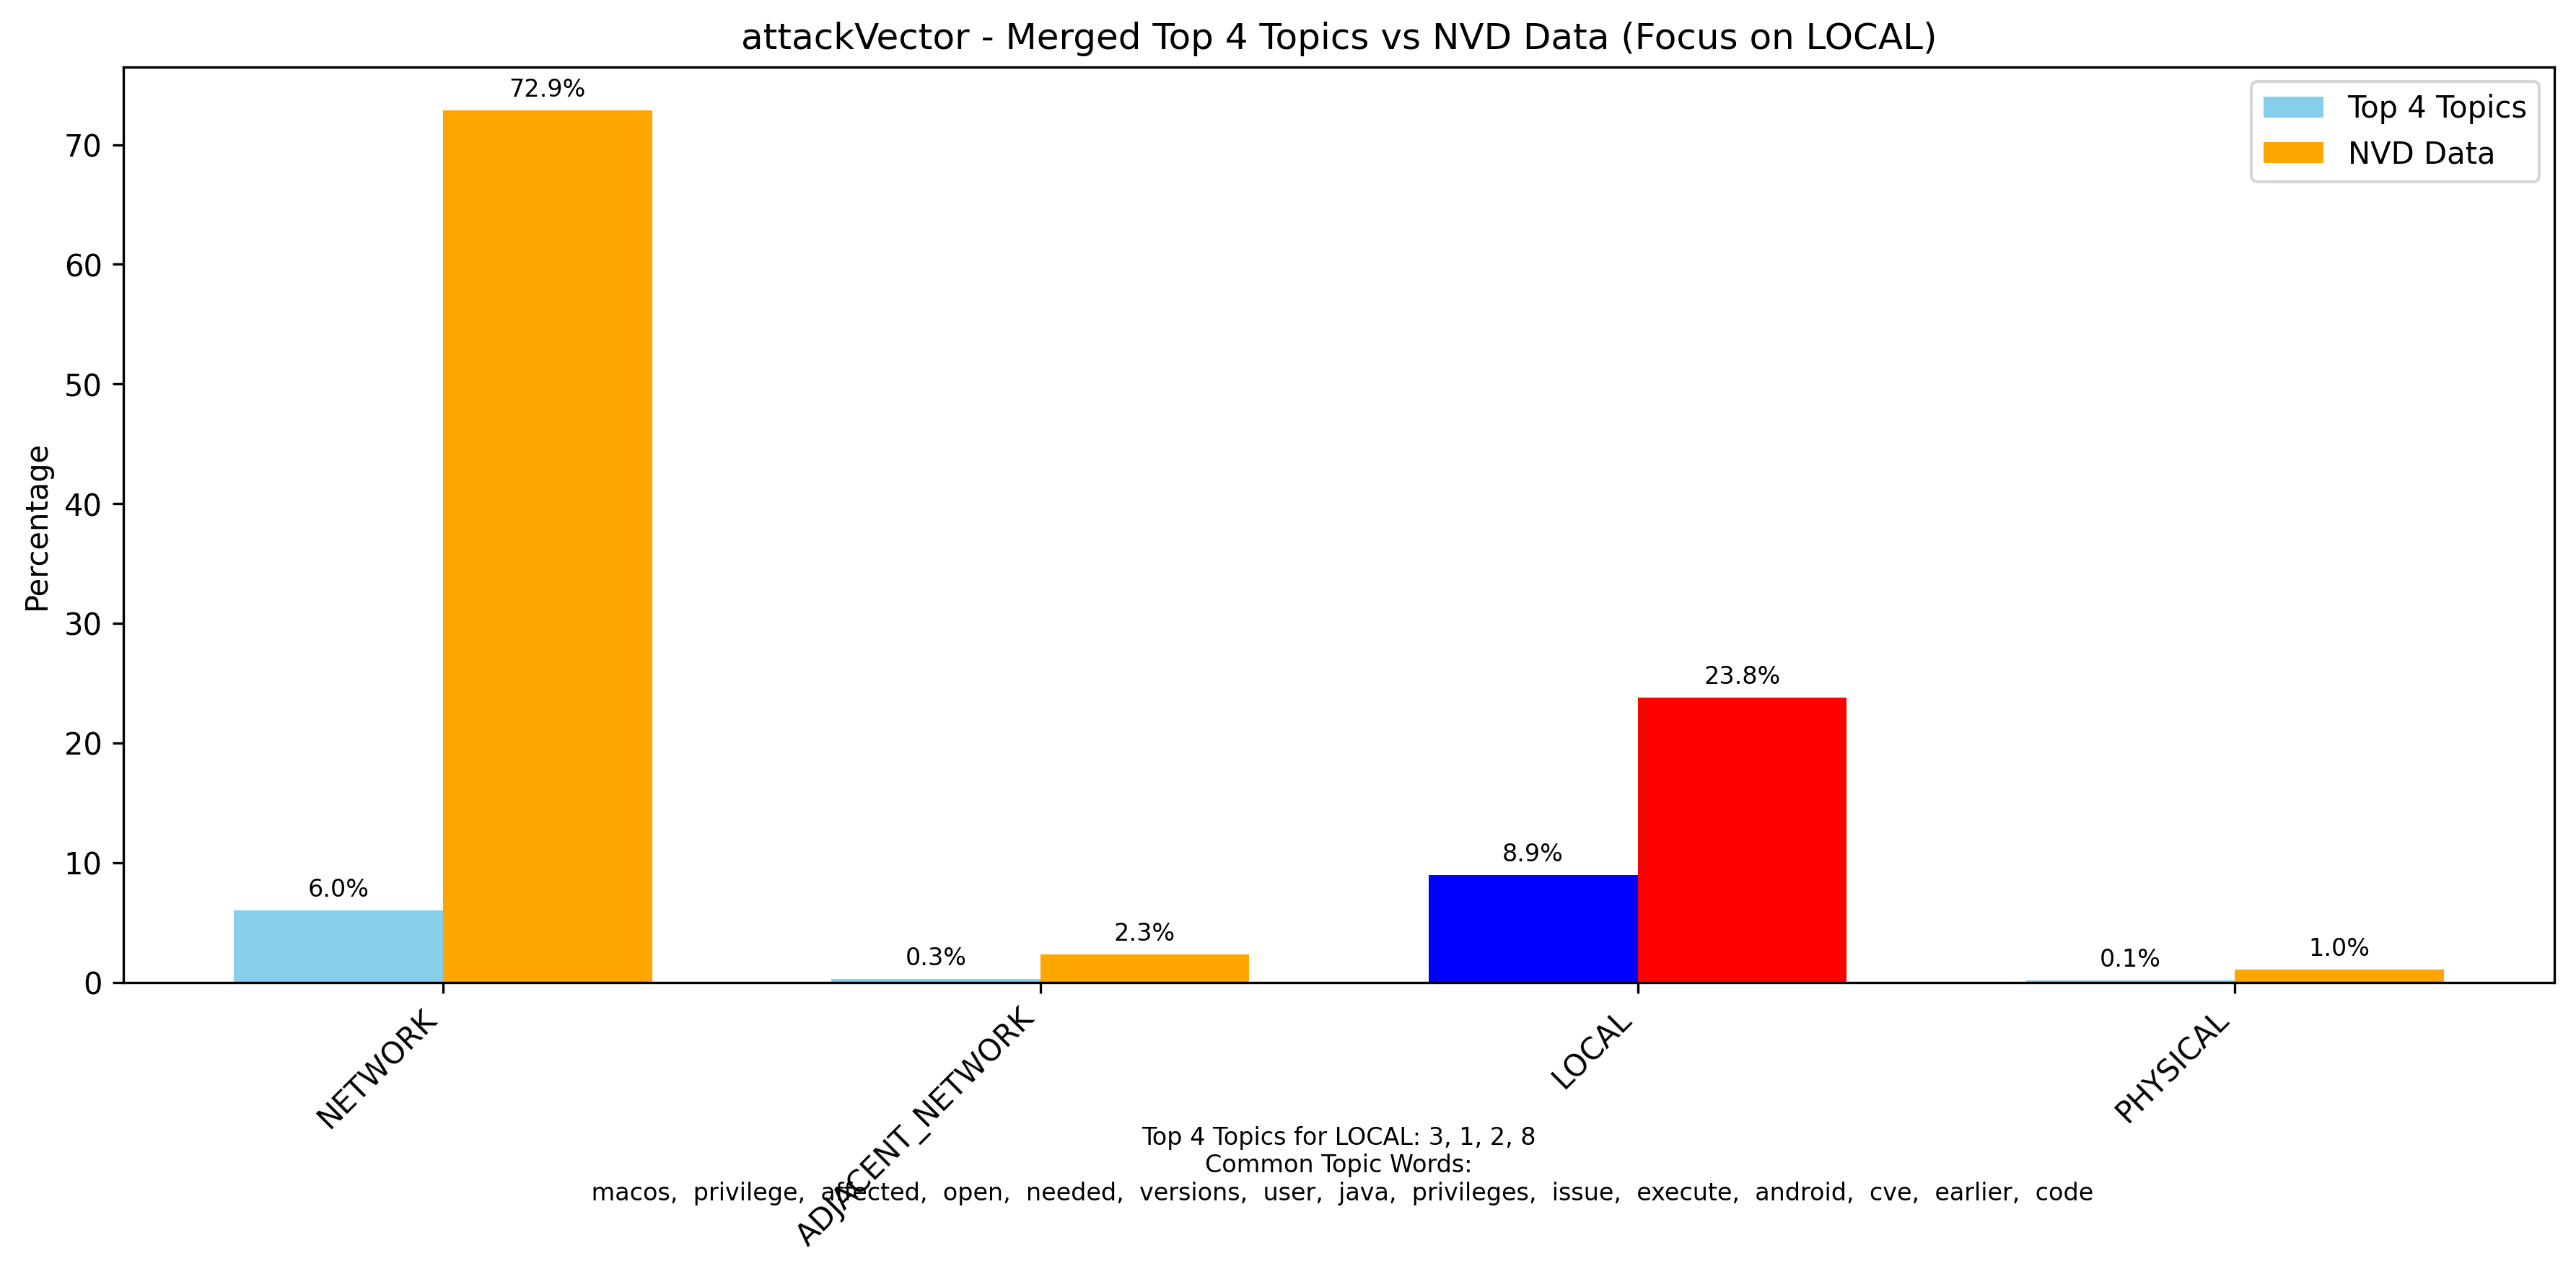 attackVector - Merged Top 4 Topics vs NVD Data (Focus on LOCAL)
Top 4 Topics
NVD Data
Percentage
70
60
50
40
30
20
10
0
72.9%
6.0%
0.3%
2.3%
8.9%
23.8%
0.1%
1.0%
NETWORK
ADJACENT_NETWORK
LOCAL
PHYSICAL
Top 4 Topics for LOCAL: 3, 1, 2, 8
Common Topic Words:
macos, privilege, affected, open, needed, versions, user, java, privileges, issue, execute, android, cve, earlier, code